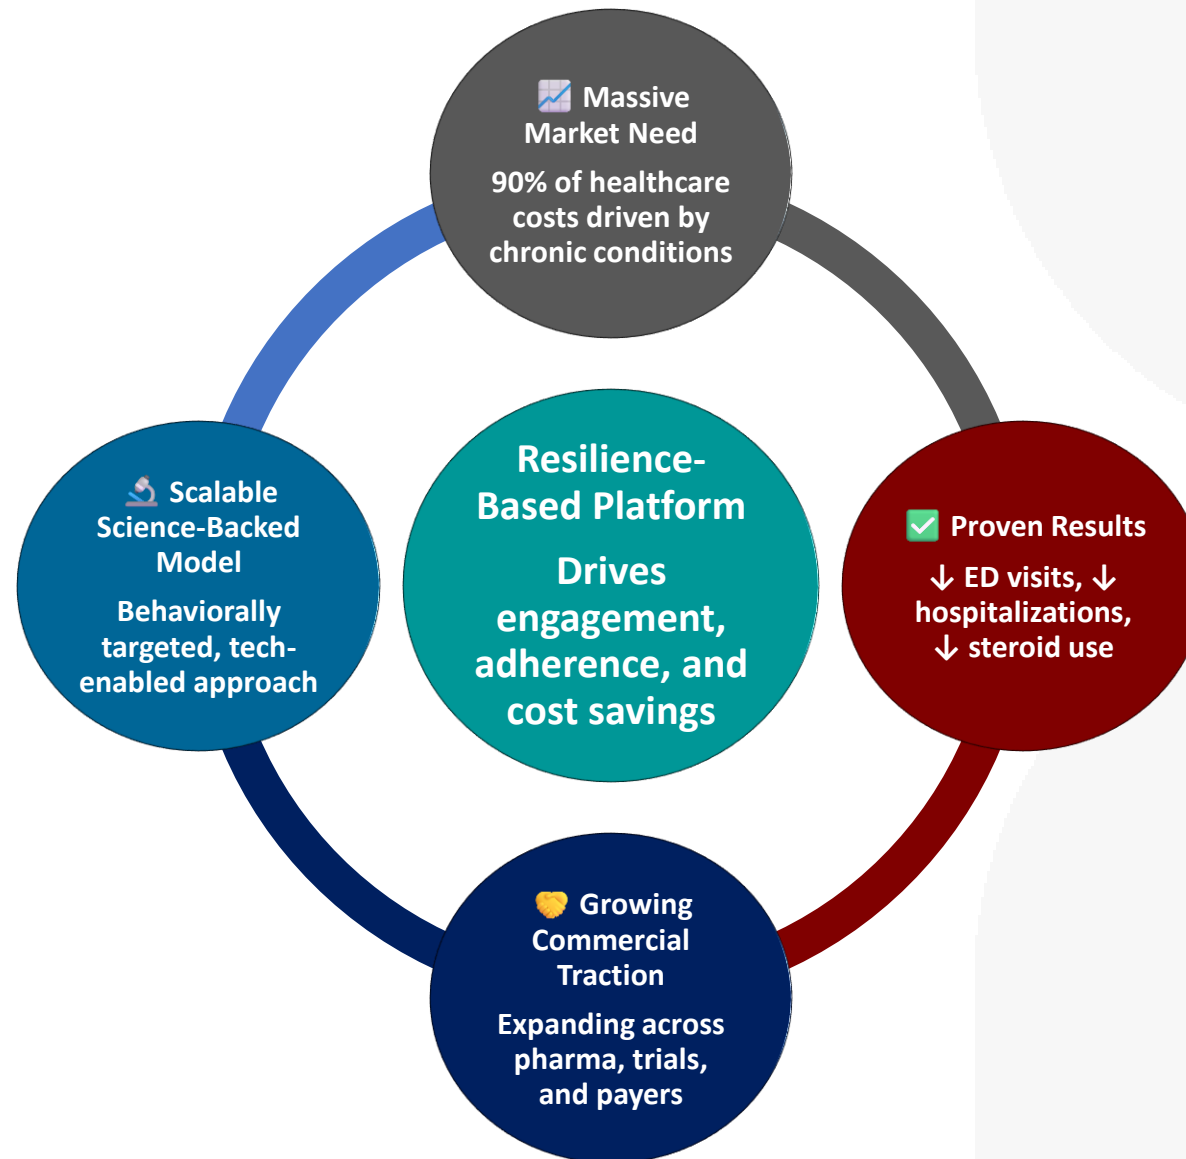 📈 Massive
Market Need
90% of healthcare
costs driven by
chronic conditions
🔬 Scalable
Science-Backed
Model
Behaviorally
targeted, tech-
enabled approach
Resilience-
Based Platform
Drives
engagement,
adherence, and
cost savings
✅ Proven Results
↓ ED visits, ↓
hospitalizations,
↓ steroid use
🤝 Growing
Commercial
Traction
Expanding across
pharma, trials,
and payers